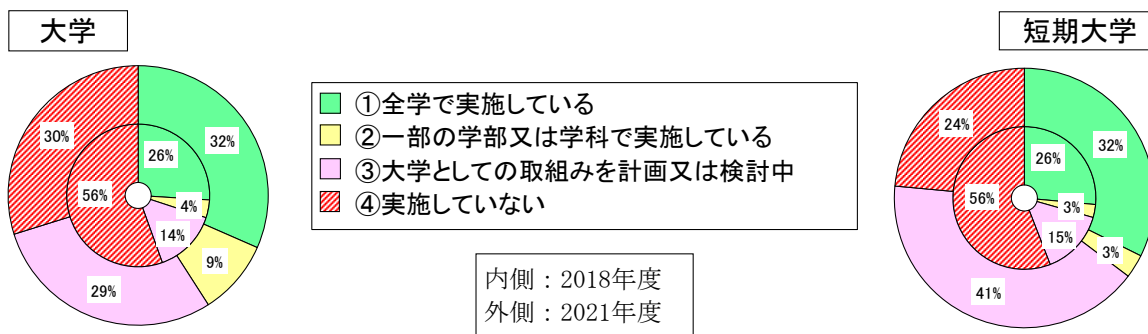 大学
32%
9%
29%
30%
26%
4%
14%
56%
①全学で実施している
②一部の学部又は学科で実施している
③大学としての取組みを計画又は検討中
④実施していない
内側：2018年度
外側：2021年度
短期大学
32%
3%
41%
24%
26%
3%
15%
56%